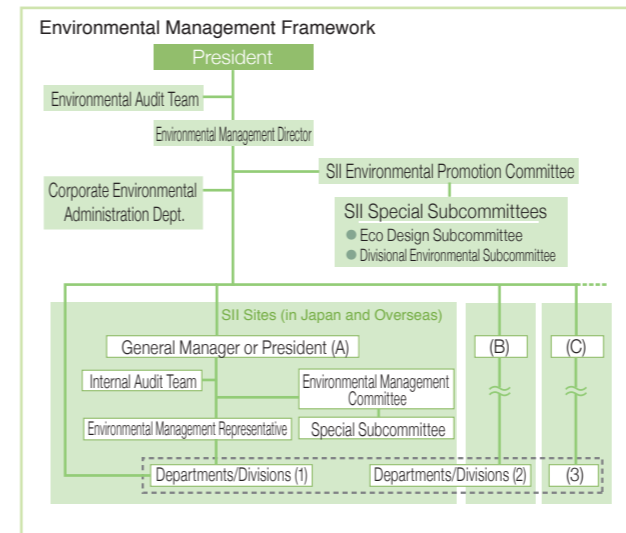 Environmental Management Framework
President
Environmental Audit Team
Environmental Management Director
SII Environmental Promotion Committee
Corporate Environmental
Administration Dept.
SII Special Subcommittees
● Eco Design Subcommittee
● Divisional Environmental Subcommittee
SII Sites (in Japan and Overseas)
General Manager or President (A)
(B)
(C)
Internal Audit Team
Environmental Management
Committee
Environmental Management Representative
Special Subcommittee
Departments/Divisions (1)
Departments/Divisions (2)
(3)